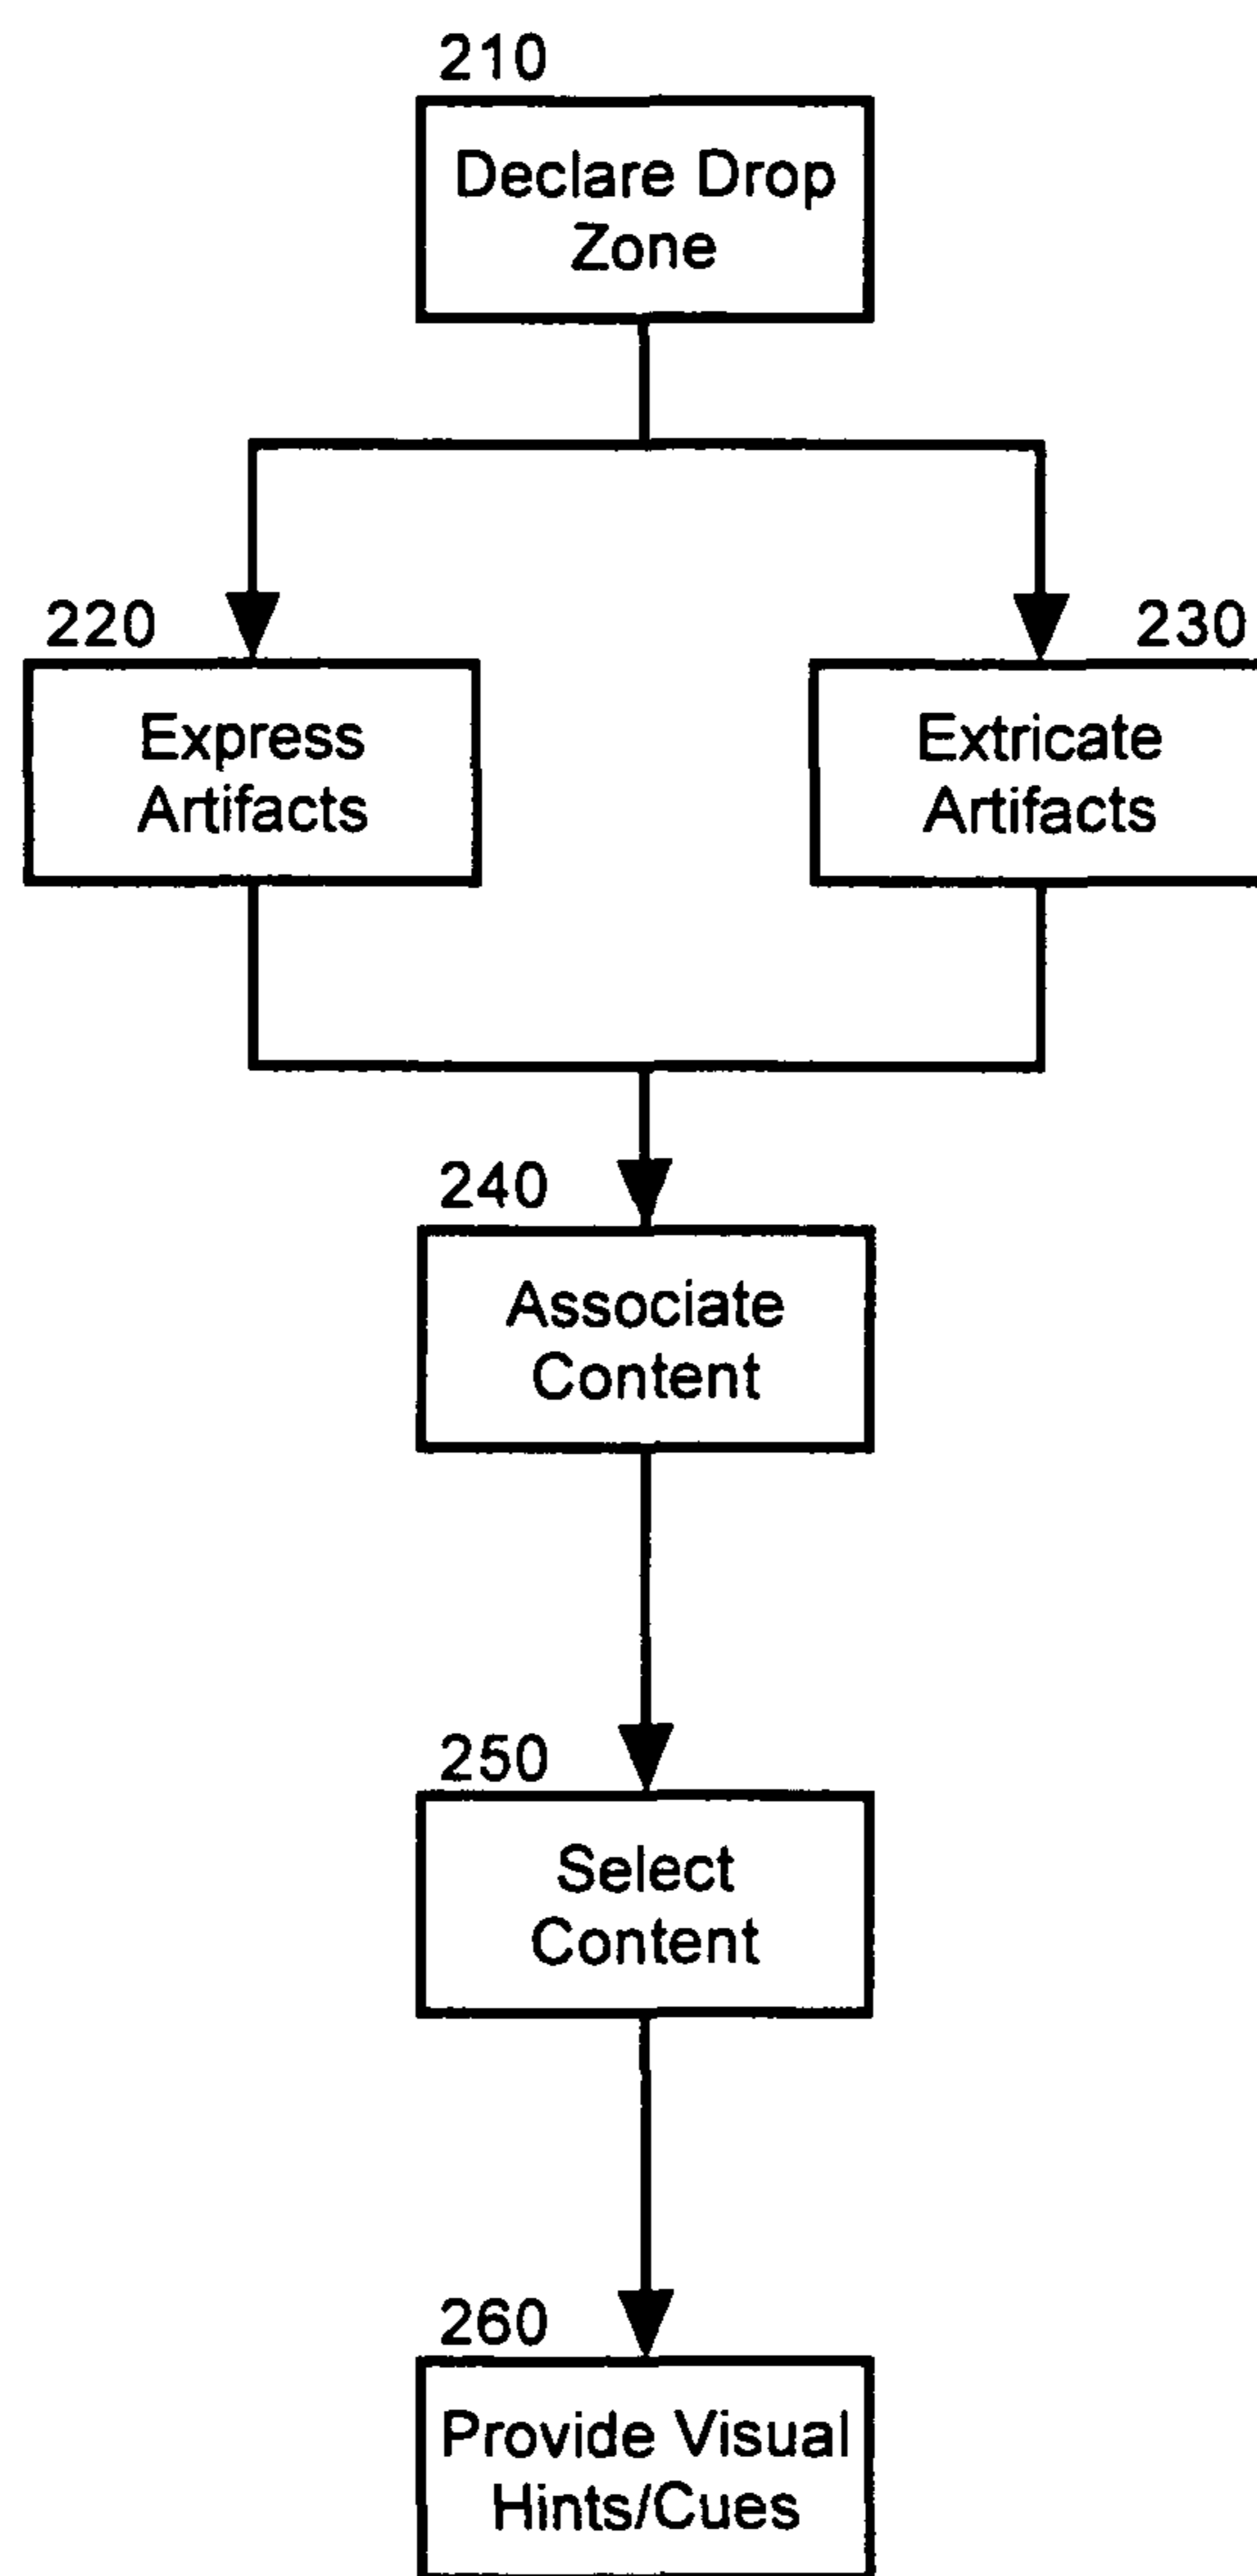 210
Declare Drop
Zone
220
Express
Artifacts
230
Extricate
Artifacts
240
Associate
Content
250
Select
Content
260
Provide Visual
Hints/Cues